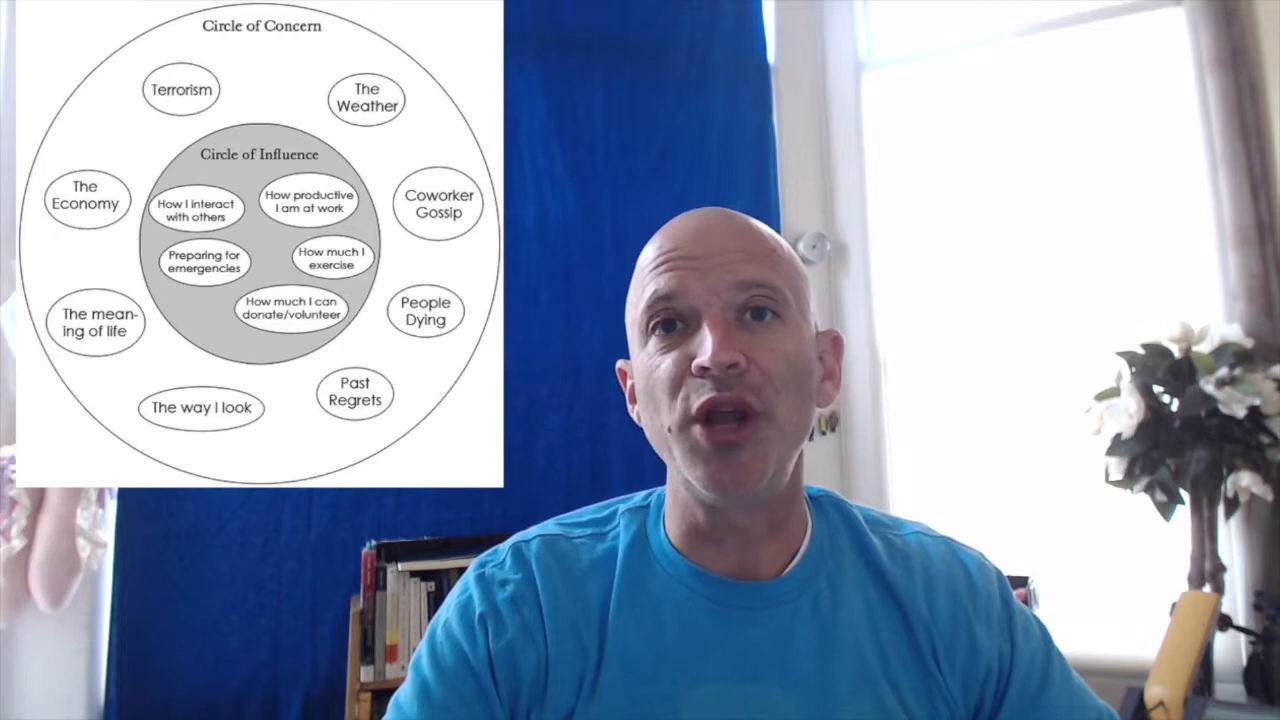 Circle of Concern
Terrorism
The
Weather
Circle of Influence
The
Economy
How I interact
with others
How productive
I am at work
Coworker
Gossip
Preparing for
emergencies
How much I
exercise
The mean-
ing of life
How much I can
donate/volunteer
People
Dying
The way I look
Past
Regrets